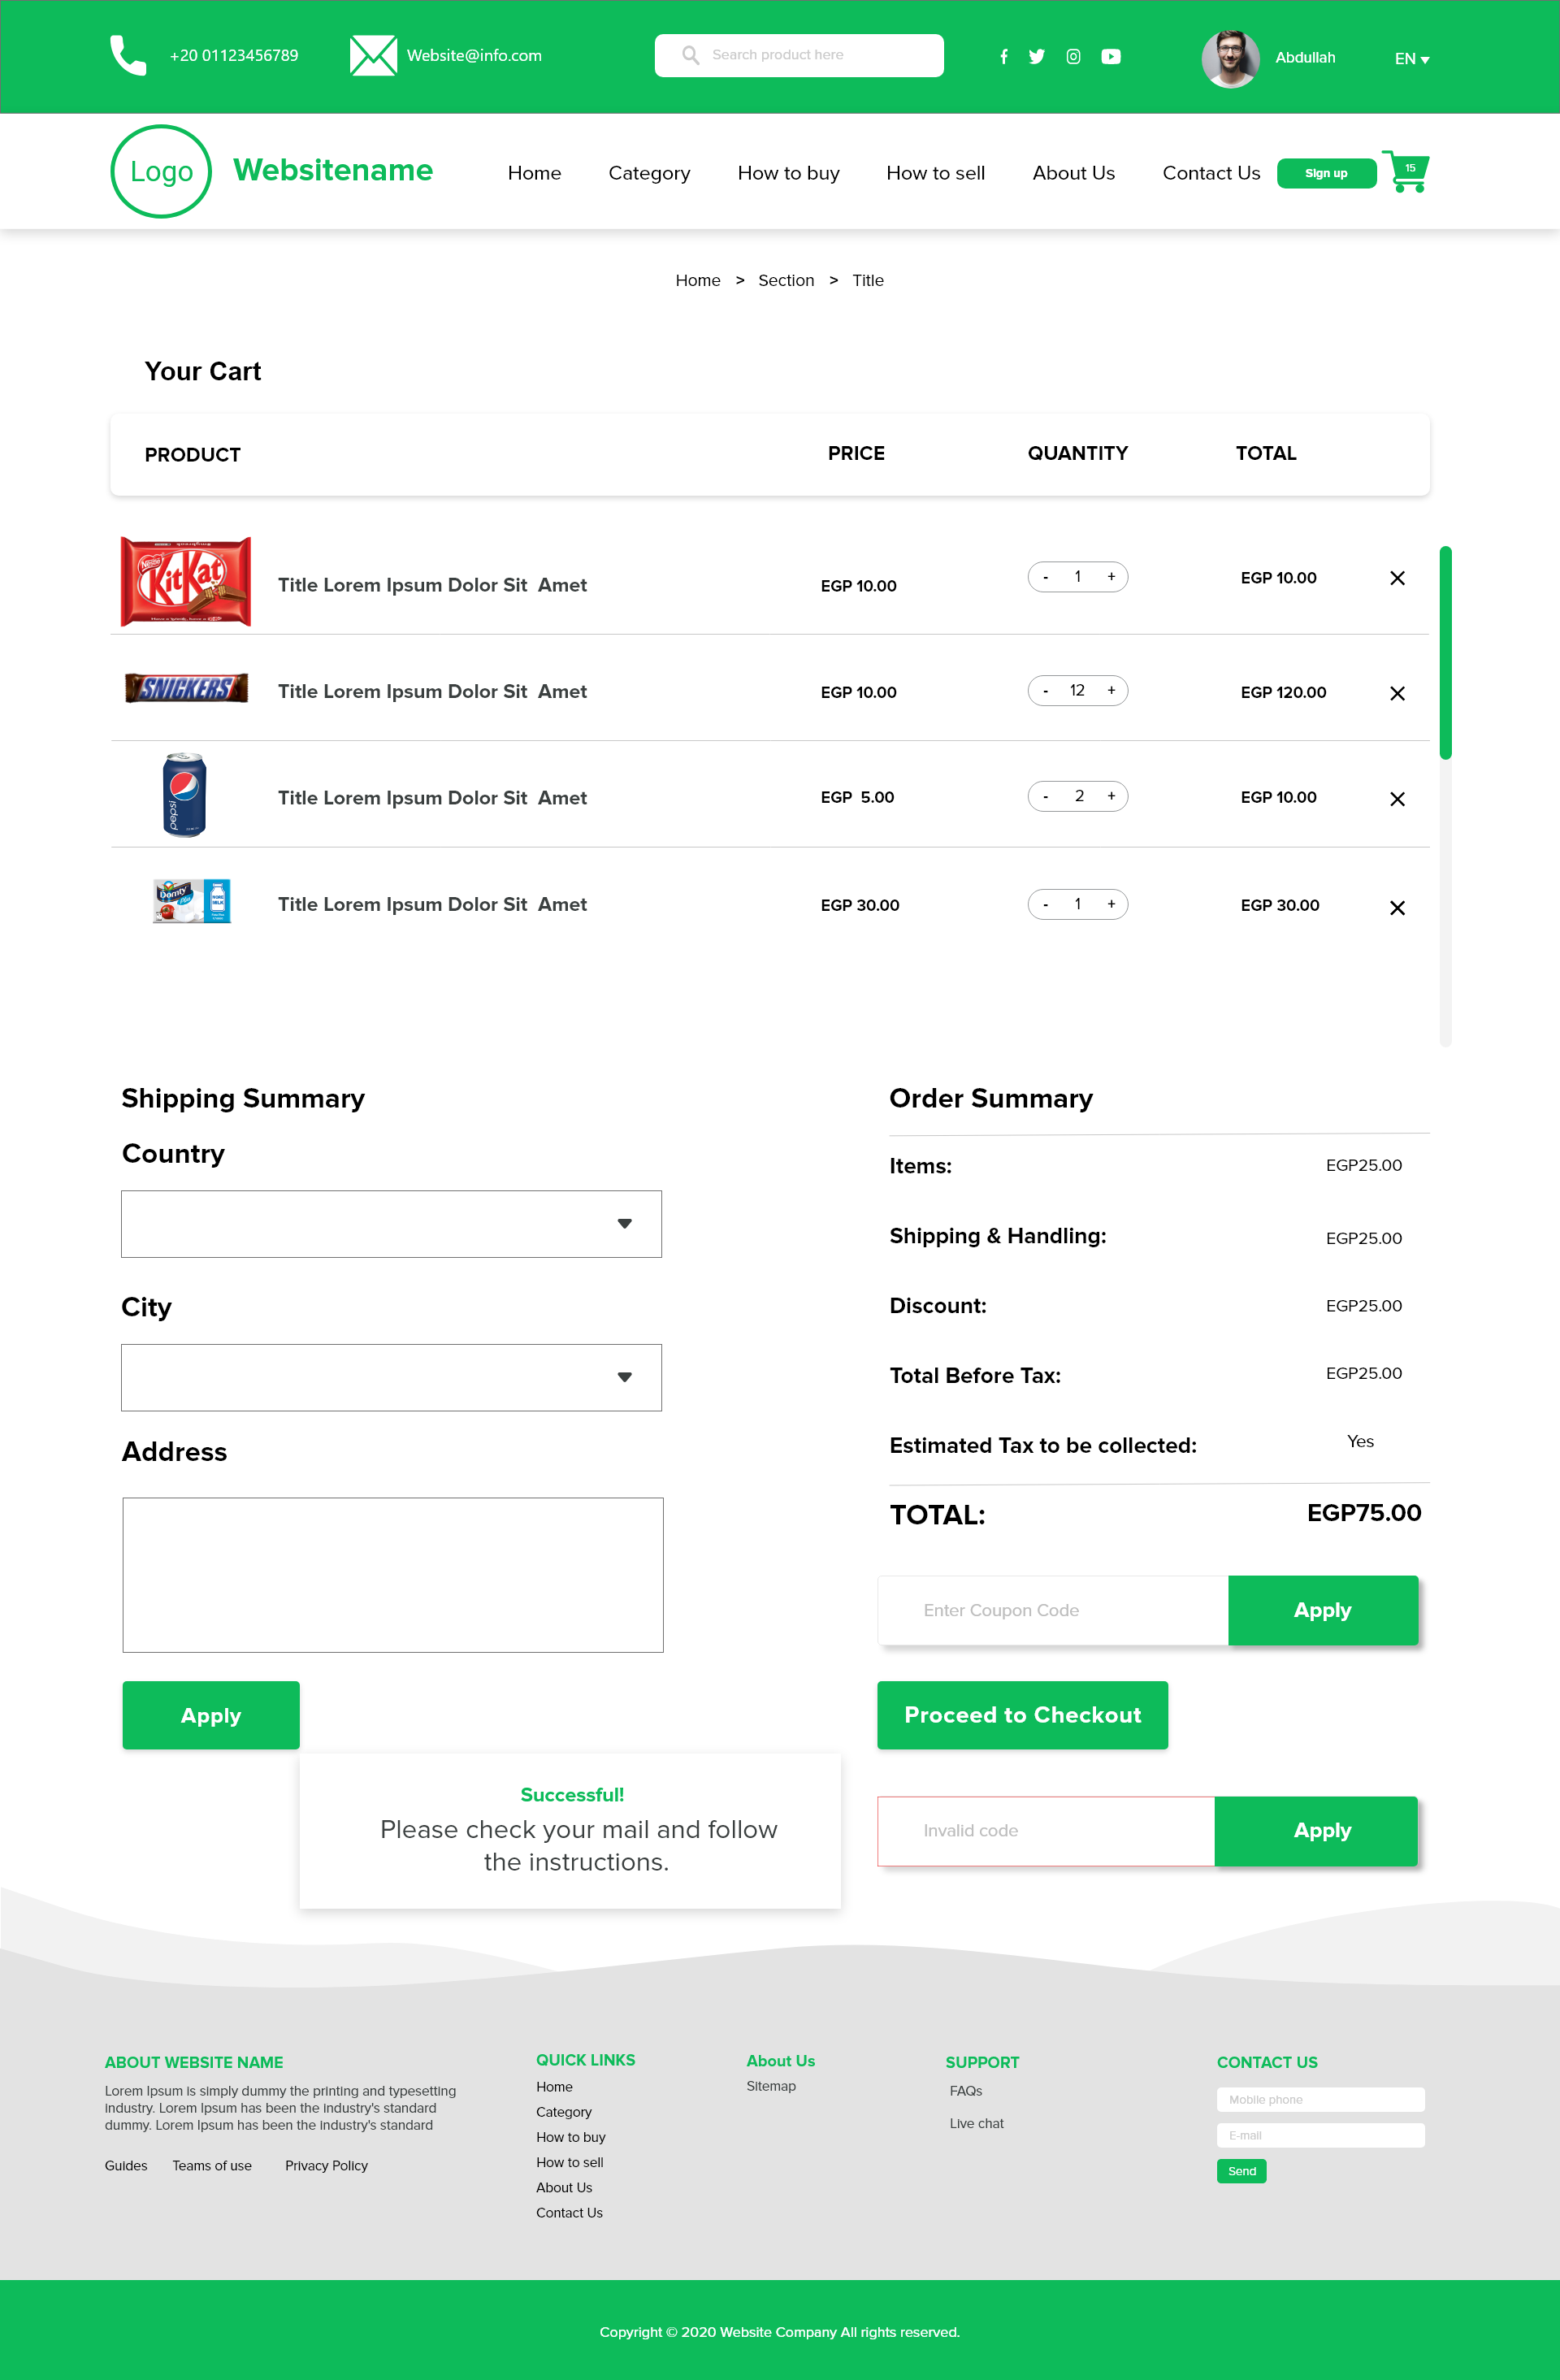 +20 01123456789
Website@info.com
Search product here
Abdullah
EN
Logo
Websitename
Home
Category
How to buy
How to sell
About Us
Contact Us
Sign up
15
Home > Section > Title
Your Cart
PRODUCT
PRICE
QUANTITY
TOTAL
Nestle
KitKat
Title Lorem Ipsum Dolor Sit Amet
EGP 10.00
- 1 +
EGP 10.00
SNICKERS
Title Lorem Ipsum Dolor Sit Amet
EGP 10.00
- 12 +
EGP 120.00
pepsi
Title Lorem Ipsum Dolor Sit Amet
EGP 5.00
- 2 +
EGP 10.00
Domty
Plus
MORE
MILK
Title Lorem Ipsum Dolor Sit Amet
EGP 30.00
- 1 +
EGP 30.00
Shipping Summary
Country
City
Address
Apply
Order Summary
Items:
EGP25.00
Shipping & Handling:
EGP25.00
Discount:
EGP25.00
Total Before Tax:
EGP25.00
Estimated Tax to be collected:
Yes
TOTAL:
EGP75.00
Enter Coupon Code
Apply
Proceed to Checkout
Successful!
Please check your mail and follow
the instructions.
Invalid code
Apply
ABOUT WEBSITE NAME
Lorem Ipsum is simply dummy the printing and typesetting
industry. Lorem Ipsum has been the industry's standard
dummy. Lorem Ipsum has been the industry's standard
Guides
Teams of use
Privacy Policy
QUICK LINKS
Home
Category
How to buy
How to sell
About Us
Contact Us
About Us
Sitemap
SUPPORT
FAQs
Live chat
CONTACT US
Mobile phone
E-mail
Send
Copyright © 2020 Website Company All rights reserved.